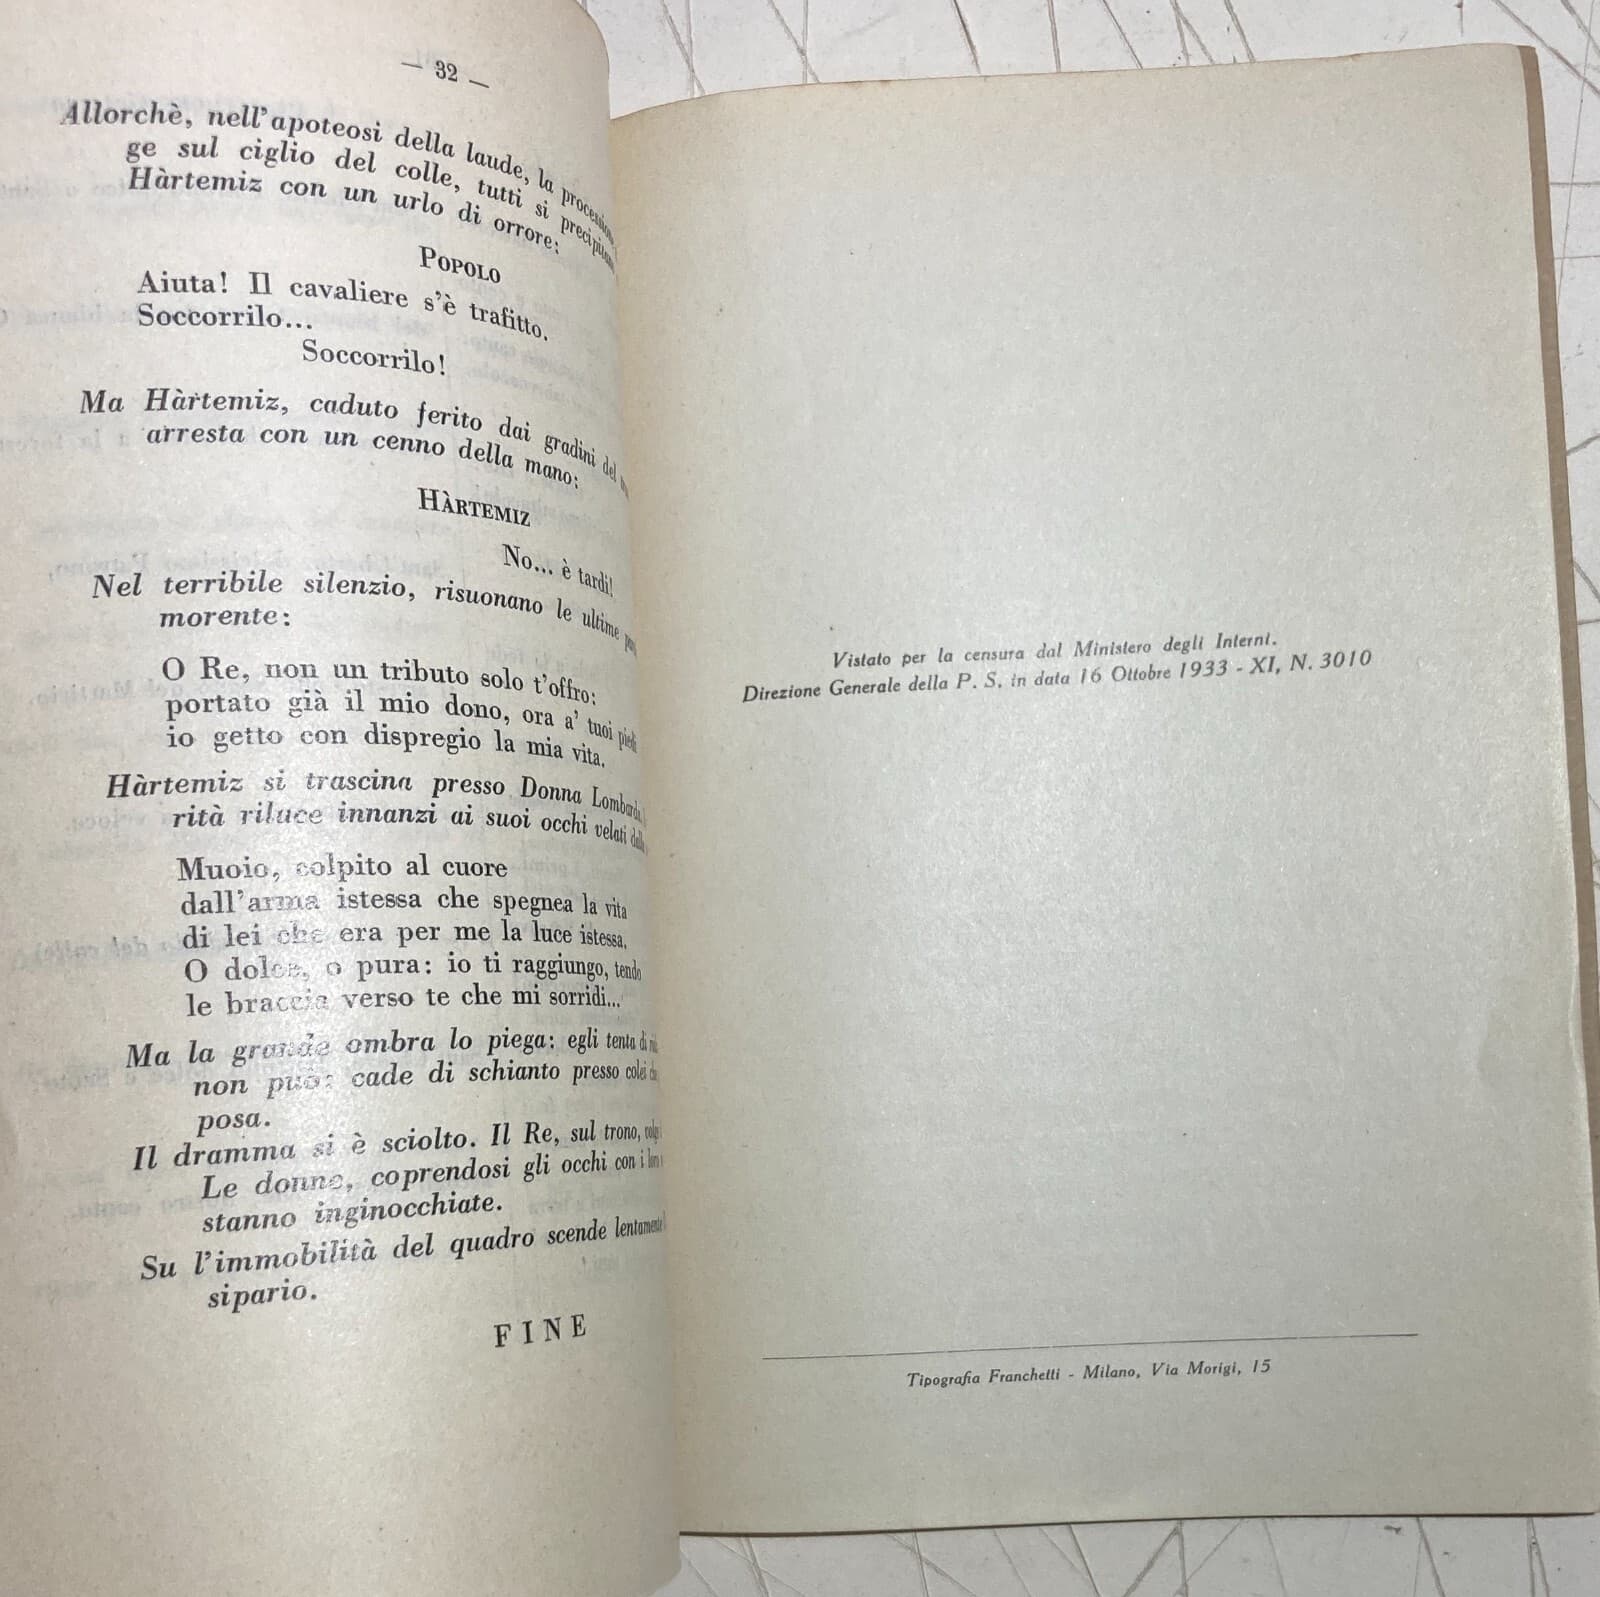 — 32 —
Allorchè, nell'apoteosi della laude, la processione
ge sul ciglio del colle, tutti si precipitano
Hàrtemiz con un urlo di orrore:
POPOLO
Aiuta! Il cavaliere s'è trafitto.
Soccorrilo...
Soccorrilo!
Ma Hàrtemiz, caduto ferito dai gradini del
arresta con un cenno della mano:
HÀRTEMIZ
No... è tardi!
Nel terribile silenzio, risuonano le ultime
morente:
O Re, non un tributo solo t'offro:
portato già il mio dono, ora a' tuoi piedi
io getto con dispregio la mia vita.
Hàrtemiz si trascina presso Donna Lombarda.
rità riluce innanzi ai suoi occhi velati
Muoio, colpito al cuore
dall'arma istessa che spegnea la vita
di lei che era per me la luce istessa.
O dolce, o pura: io ti raggiungo, tendo
le braccia verso te che mi sorridi...
Ma la grande ombra lo piega: egli tenta di
non può: cade di schianto presso colei
posa.
Il dramma si è sciolto. Il Re, sul trono,
Le donne, coprendosi gli occhi con i
stanno inginocchiate.
Su l'immobilità del quadro scende lentamente
sipario.
FINE
Vistato per la censura dal Ministero degli Interni.
Direzione Generale della P. S. in data 16 Ottobre 1933 - XI, N. 3010
Tipografia Franchetti - Milano, Via Morigi, 15